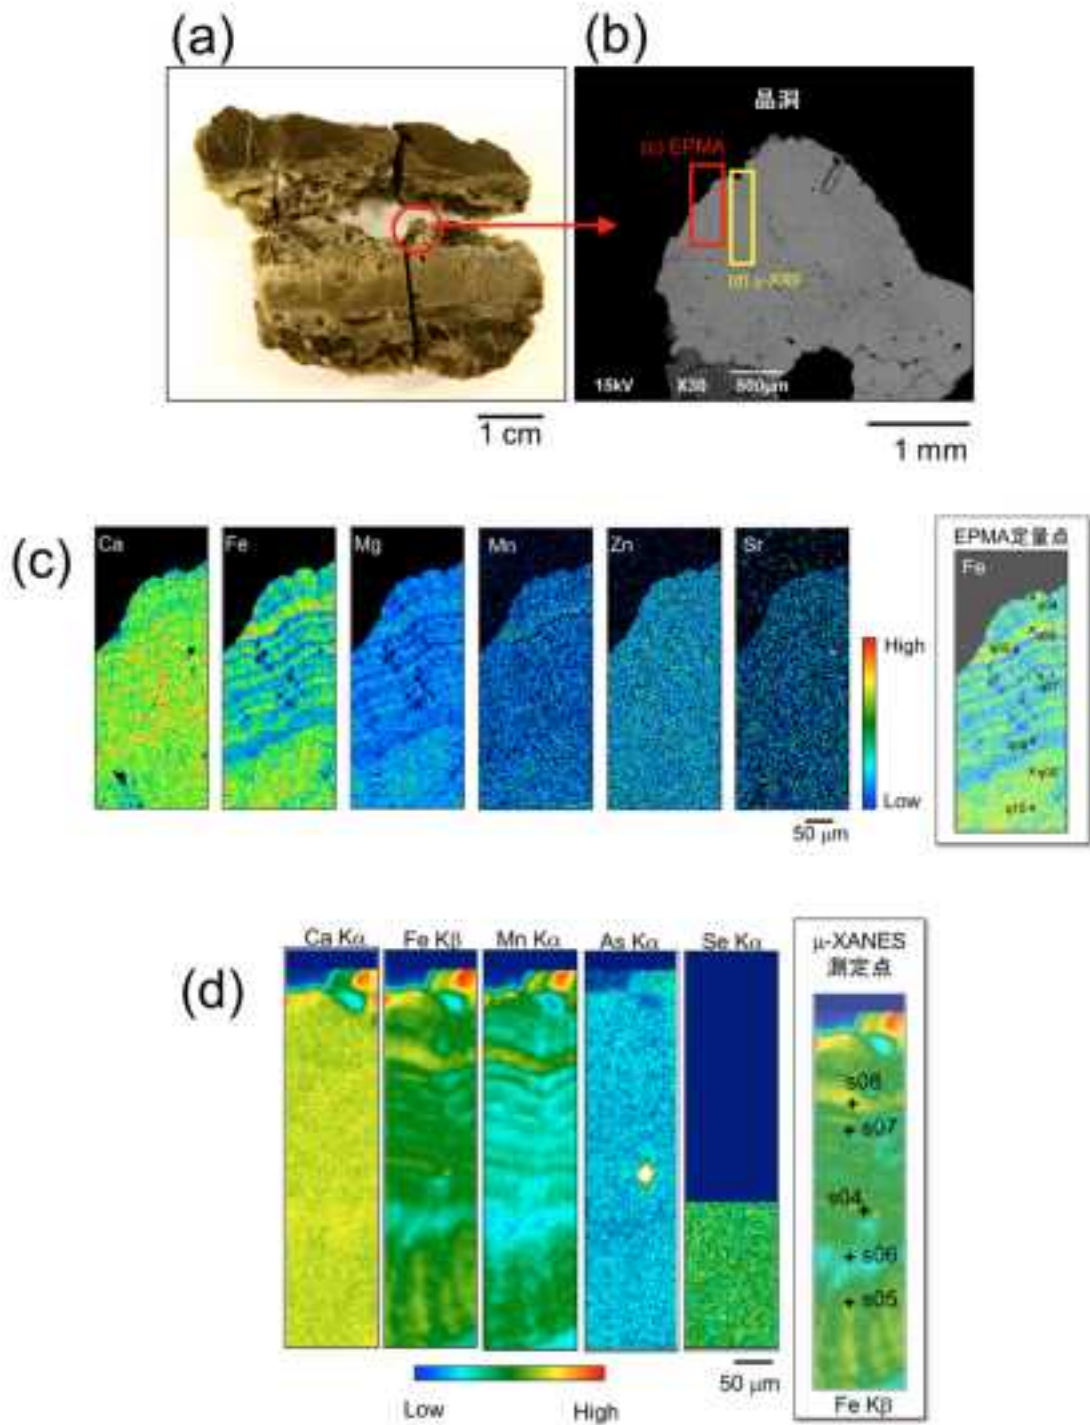 (a)
(b)
晶洞
(c) EPMA
15kV X30 500μm
1 cm
1 mm
(c)
Ca
Fe
Mg
Mn
Zn
Sr
High
Low
50 μm
EPMA定量点
Fe
(d)
Ca Kα
Fe Kβ
Mn Kα
As Kα
Se Kα
μ-XANES
測定点
s08
s07
s04
s06
s05
Fe Kβ
Low
High
50 μm